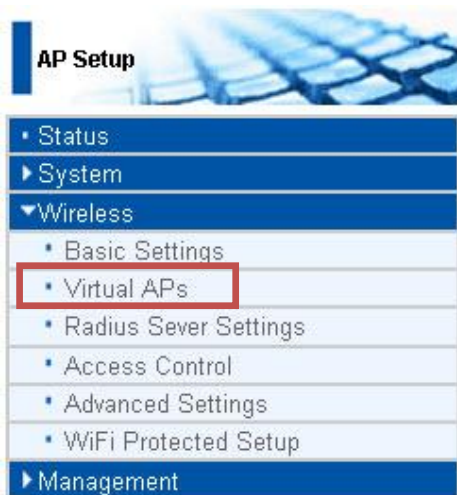 AP Setup
Status
System
Wireless
Basic Settings
Virtual APs
Radius Sever Settings
Access Control
Advanced Settings
WiFi Protected Setup
Management